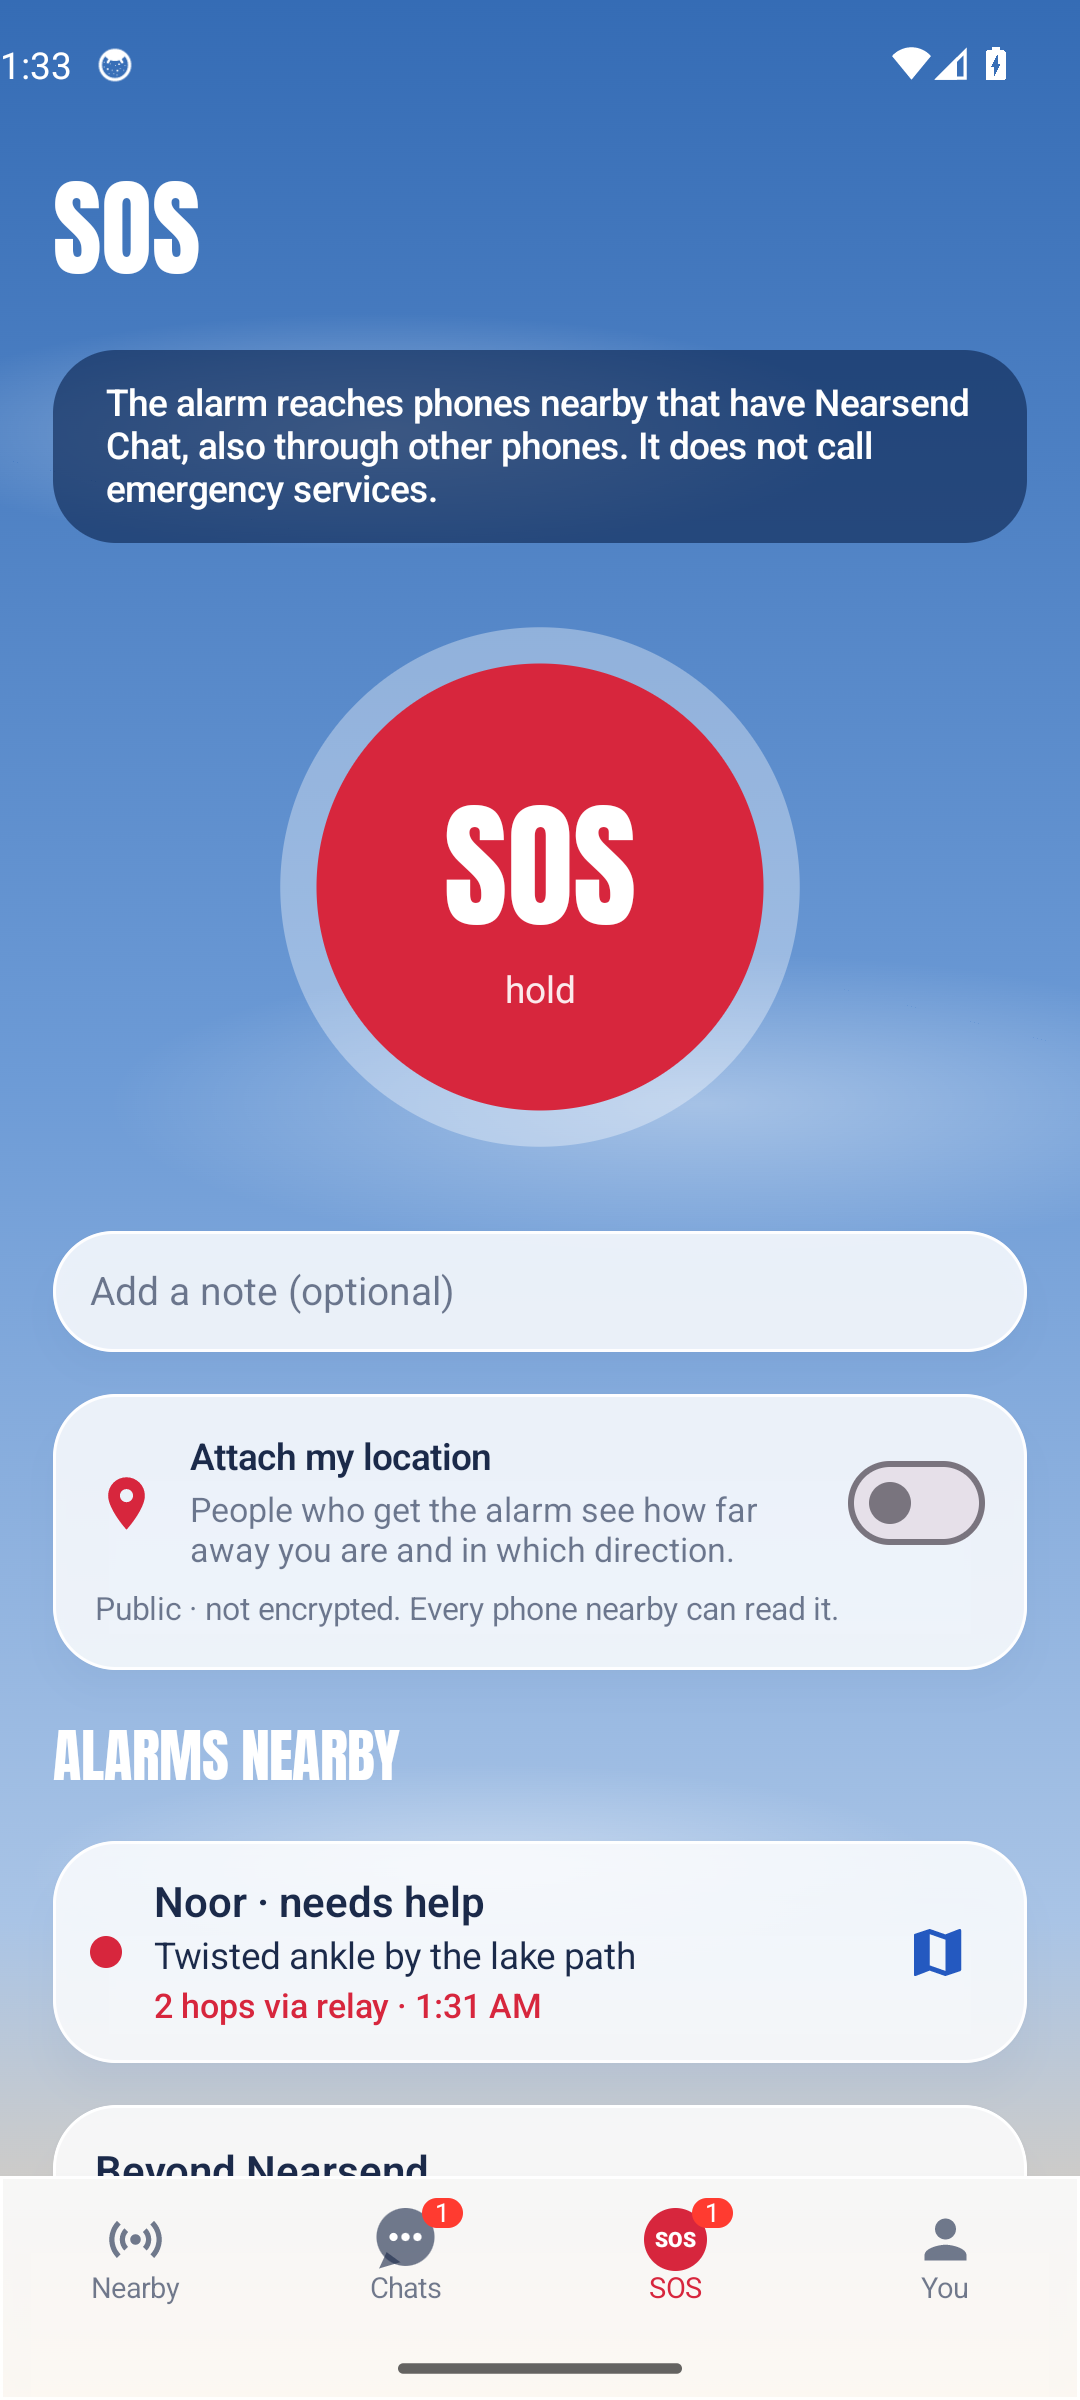 1:33
SOS
The alarm reaches phones nearby that have Nearsend
Chat, also through other phones. It does not call
emergency services.
SOS
hold
Add a note (optional)
Attach my location
People who get the alarm see how far
away you are and in which direction.
Public · not encrypted. Every phone nearby can read it.
ALARMS NEARBY
Noor · needs help
Twisted ankle by the lake path
2 hops via relay · 1:31 AM
Beyond Nearsend
1
1
SOS
Nearby
Chats
SOS
You